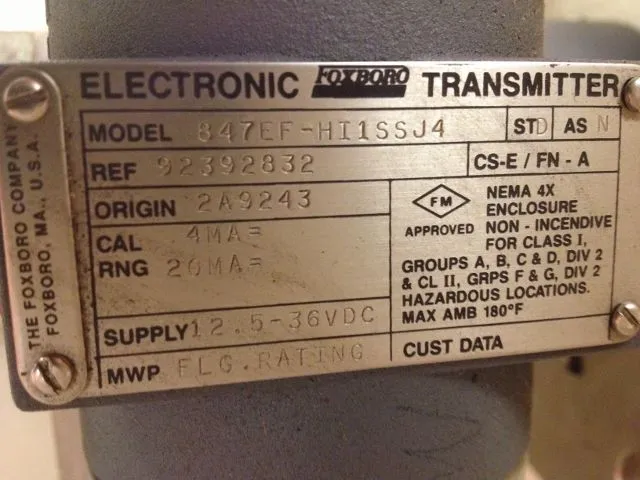 ELECTRONIC FOXBORO TRANSMITTER
THE FOXBORO COMPANY
FOXBORO, MA., U.S.A.
MODEL 847EF-HI1SSJ4 STD AS N
REF 92392832 CS-E / FN - A
ORIGIN 2A9243
CAL 4MA=
RNG 20MA=
SUPPLY 12.5-36VDC
MWP FLG.RATING
FM
APPROVED
NEMA 4X
ENCLOSURE
NON - INCENDIVE
FOR CLASS I,
GROUPS A, B, C & D, DIV 2
& CL II, GRPS F & G, DIV 2
HAZARDOUS LOCATIONS.
MAX AMB 180°F
CUST DATA